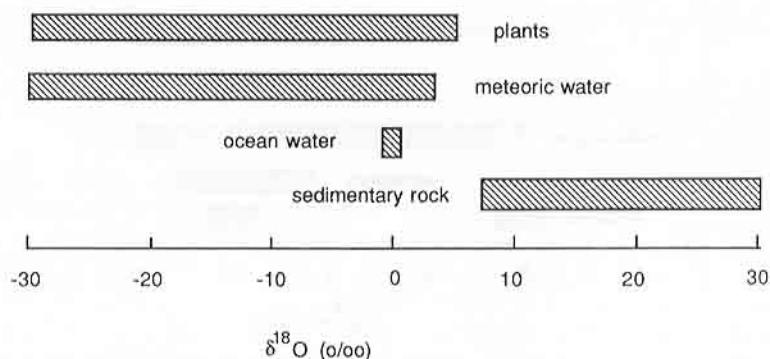 plants
meteoric water
ocean water
sedimentary rock
-30 -20 -10 0 10 20 30
δ¹⁸O (o/oo)